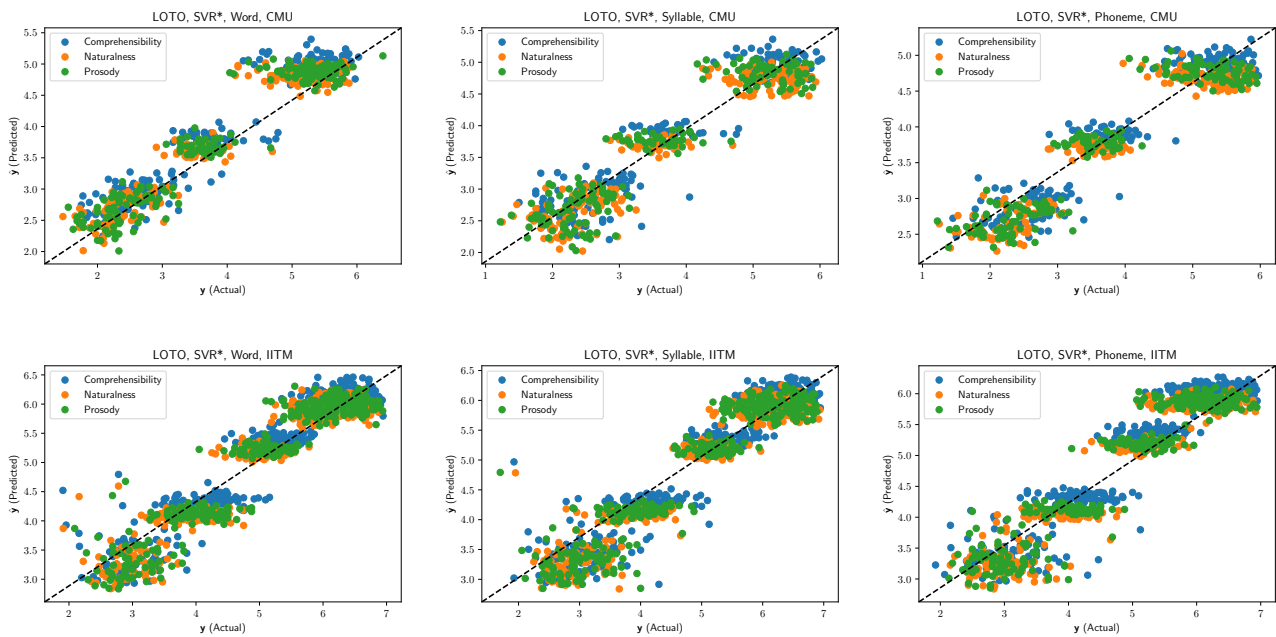 LOTO, SVR*, Word, CMU
Comprehensibility
Naturalness
Prosody
5.5
5.0
4.5
4.0
3.5
3.0
2.5
2.0
ŷ (Predicted)
2 3 4 5 6
y (Actual)
LOTO, SVR*, Syllable, CMU
Comprehensibility
Naturalness
Prosody
5.5
5.0
4.5
4.0
3.5
3.0
2.5
2.0
ŷ (Predicted)
1 2 3 4 5 6
y (Actual)
LOTO, SVR*, Phoneme, CMU
Comprehensibility
Naturalness
Prosody
5.0
4.5
4.0
3.5
3.0
2.5
ŷ (Predicted)
1 2 3 4 5 6
y (Actual)
LOTO, SVR*, Word, IITM
Comprehensibility
Naturalness
Prosody
6.5
6.0
5.5
5.0
4.5
4.0
3.5
3.0
ŷ (Predicted)
2 3 4 5 6 7
y (Actual)
LOTO, SVR*, Syllable, IITM
Comprehensibility
Naturalness
Prosody
6.5
6.0
5.5
5.0
4.5
4.0
3.5
3.0
ŷ (Predicted)
2 3 4 5 6 7
y (Actual)
LOTO, SVR*, Phoneme, IITM
Comprehensibility
Naturalness
Prosody
6.0
5.5
5.0
4.5
4.0
3.5
3.0
ŷ (Predicted)
2 3 4 5 6 7
y (Actual)